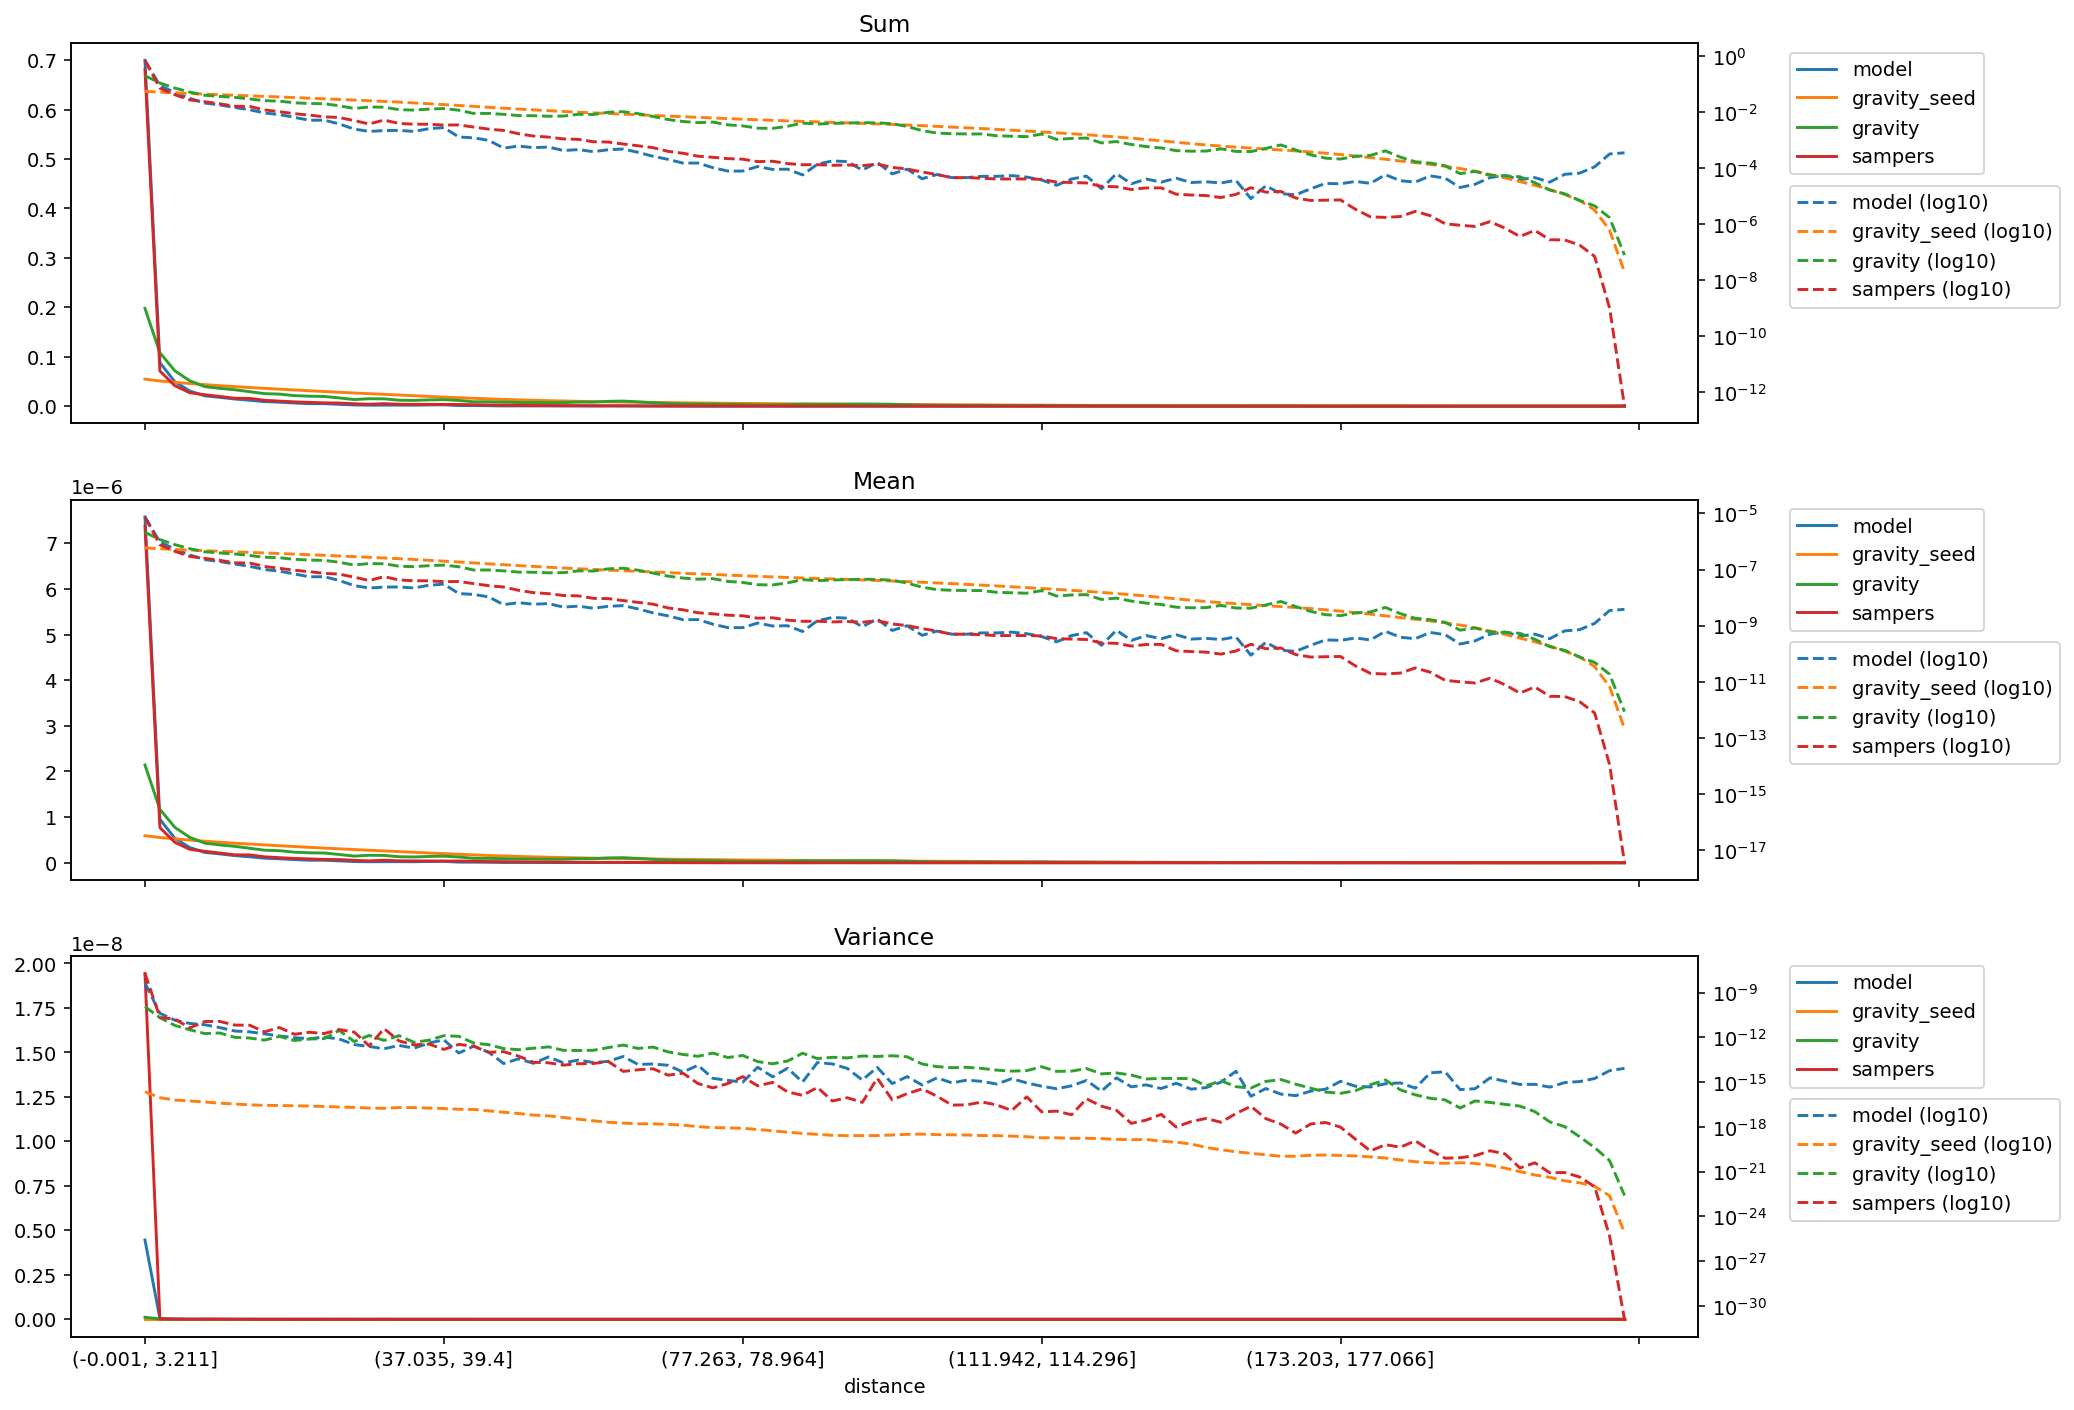 Sum
0.7
0.6
0.5
0.4
0.3
0.2
0.1
0.0
10⁰
10⁻²
10⁻⁴
10⁻⁶
10⁻⁸
10⁻¹⁰
10⁻¹²
model
gravity_seed
gravity
sampers
model (log10)
gravity_seed (log10)
gravity (log10)
sampers (log10)
Mean
1e−6
7
6
5
4
3
2
1
0
10⁻⁵
10⁻⁷
10⁻⁹
10⁻¹¹
10⁻¹³
10⁻¹⁵
10⁻¹⁷
model
gravity_seed
gravity
sampers
model (log10)
gravity_seed (log10)
gravity (log10)
sampers (log10)
Variance
1e−8
2.00
1.75
1.50
1.25
1.00
0.75
0.50
0.25
0.00
10⁻⁹
10⁻¹²
10⁻¹⁵
10⁻¹⁸
10⁻²¹
10⁻²⁴
10⁻²⁷
10⁻³⁰
model
gravity_seed
gravity
sampers
model (log10)
gravity_seed (log10)
gravity (log10)
sampers (log10)
(-0.001, 3.211] (37.035, 39.4] (77.263, 78.964] (111.942, 114.296] (173.203, 177.066]
distance